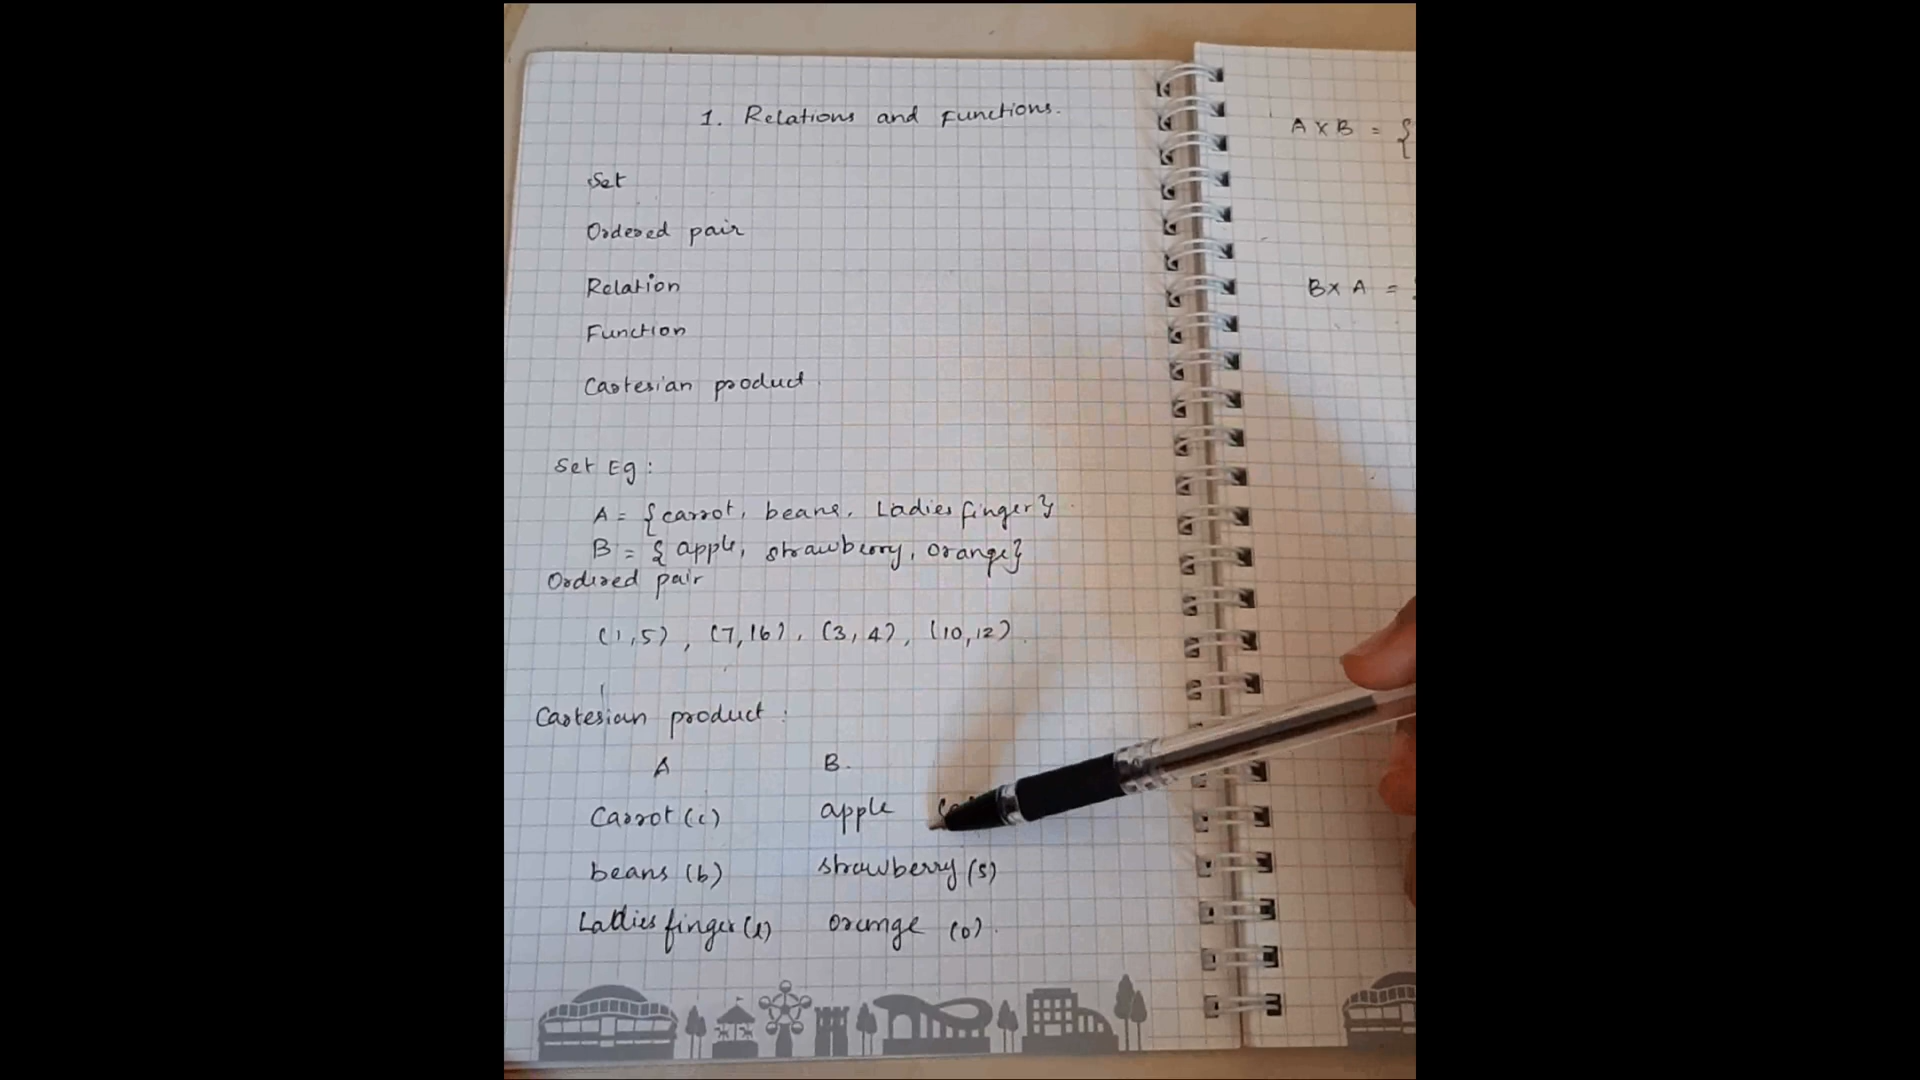 1. Relations and Functions.
Set
Ordered pair
Relation
Function
Cartesian product
Set Eg :
A = {carrot, beans, Ladies finger}
B = {apple, strawberry, orange}
Ordered pair
(1,5), (7,16), (3,4), (10,12)
Cartesian product :
A B.
Carrot (c) apple
beans (b) strawberry (s)
Ladies finger (l) orange (o).
A X B = {
B X A =